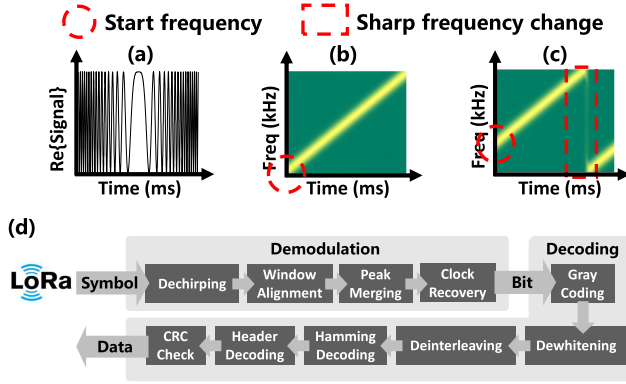 Start frequency
Sharp frequency change
(a)
(b)
(c)
Re{Signal}
Time (ms)
Freq (kHz)
Time (ms)
Freq (kHz)
Time (ms)
(d)
Demodulation
Decoding
LoRa
Symbol
Dechirping
Window
Alignment
Peak
Merging
Clock
Recovery
Bit
Gray
Coding
Data
CRC
Check
Header
Decoding
Hamming
Decoding
Deinterleaving
Dewhitening